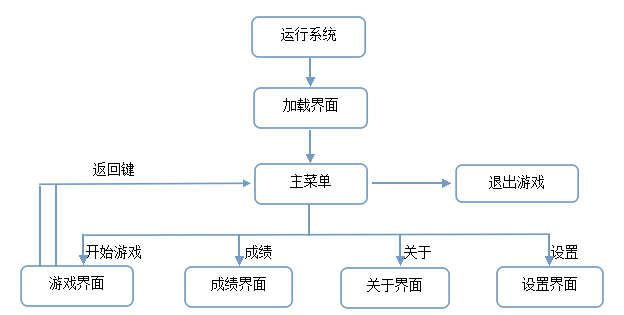 运行系统
加载界面
返回键
主菜单
退出游戏
开始游戏
成绩
关于
设置
游戏界面
成绩界面
关于界面
设置界面